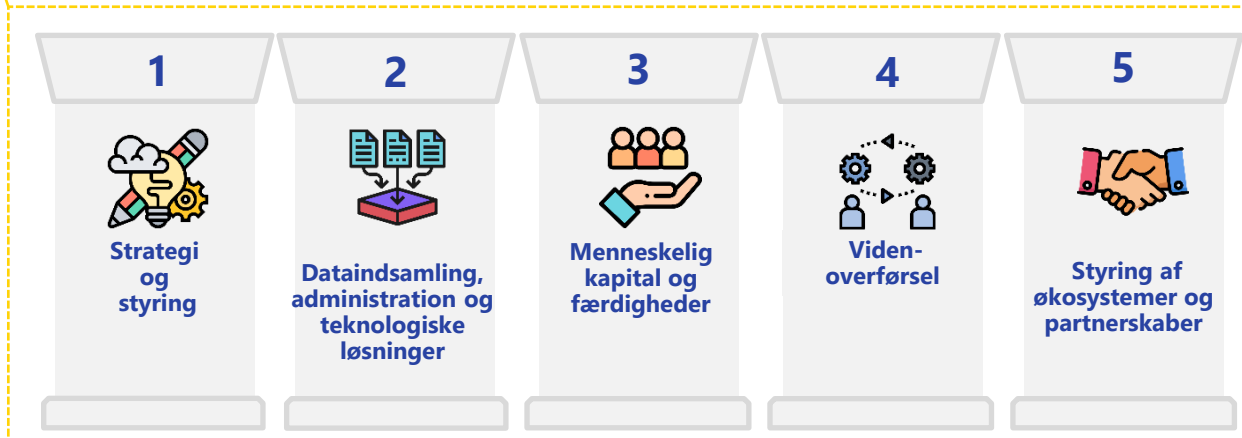 1
Strategi
og
styring
2
Dataindsamling,
administration og
teknologiske
løsninger
3
Menneskelig
kapital og
færdigheder
4
Viden-
overførsel
5
Styring af
økosystemer og
partnerskaber